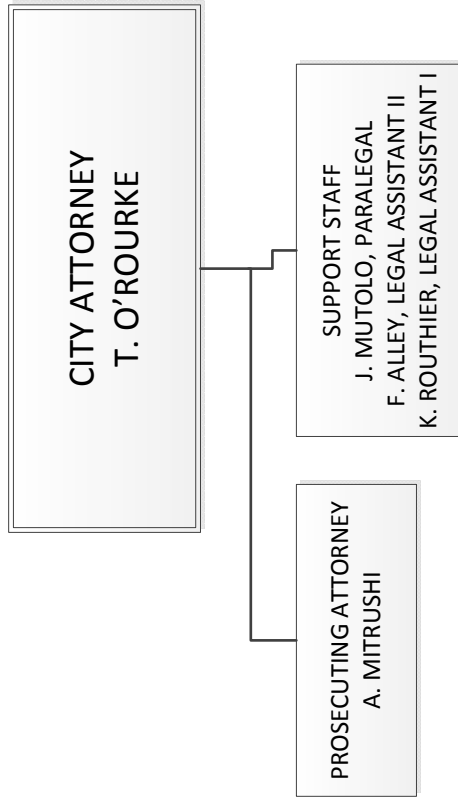 CITY ATTORNEY
T. O’ROURKE
PROSECUTING ATTORNEY
A. MITRUSHI
SUPPORT STAFF
J. MUTOLO, PARALEGAL
F. ALLEY, LEGAL ASSISTANT II
K. ROUTHIER, LEGAL ASSISTANT I